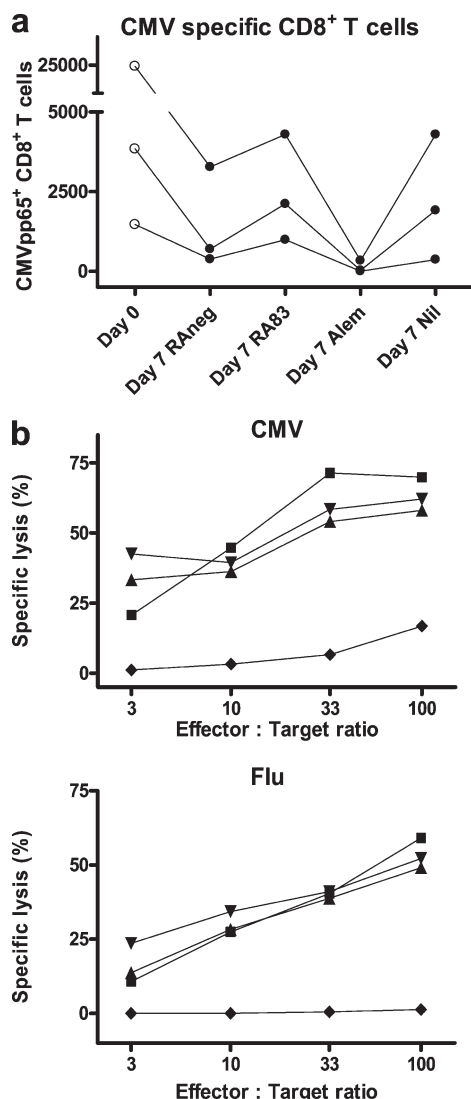 a
CMV specific CD8+ T cells
CMVpp65+ CD8+ T cells
25000
5000
2500
0
Day 0
Day 7 RAneg
Day 7 RA83
Day 7 Alem
Day 7 Nil
b
CMV
Specific lysis (%)
75
50
25
0
3 10 33 100
Effector : Target ratio
Flu
Specific lysis (%)
75
50
25
0
3 10 33 100
Effector : Target ratio